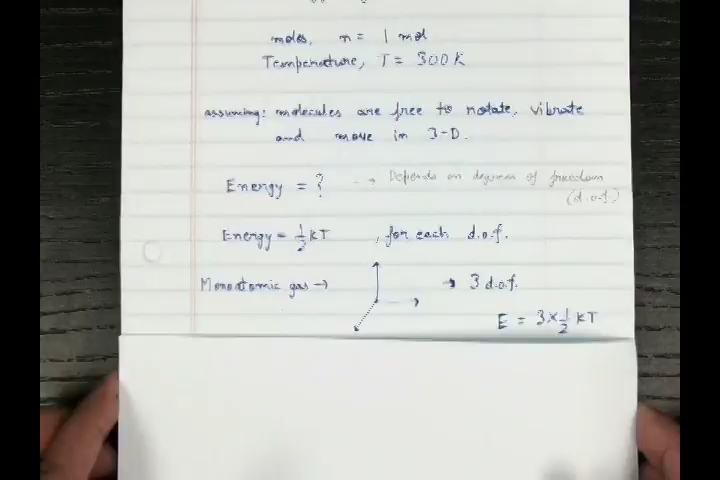 moles, n = 1 mol
Temperature, T = 300 K
assuming: molecules are free to rotate, vibrate
and move in 3-D.
Energy = ? --→ Depends on degrees of freedom
(d.o.f.)
Energy = 1/2 KT , for each d.o.f.
Monoatomic gas → → 3 d.o.f.
E = 3 × 1/2 KT